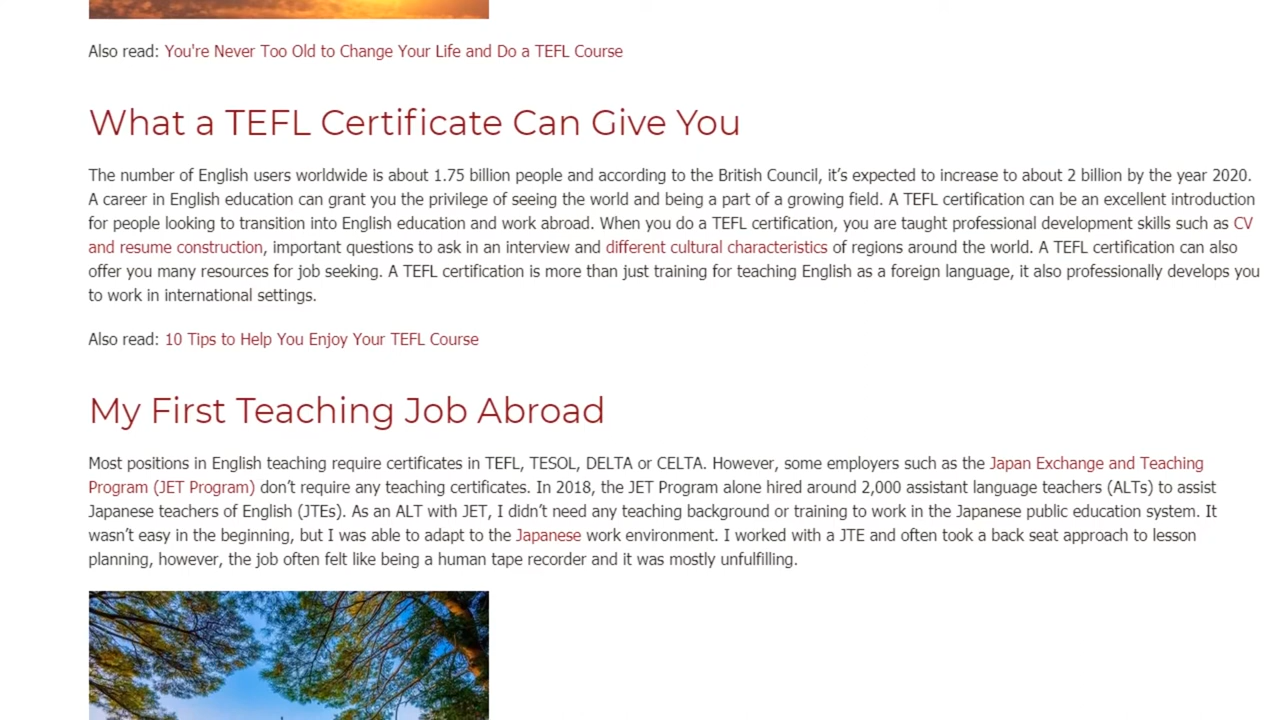 Also read: You're Never Too Old to Change Your Life and Do a TEFL Course
What a TEFL Certificate Can Give You
The number of English users worldwide is about 1.75 billion people and according to the British Council, it’s expected to increase to about 2 billion by the year 2020.
A career in English education can grant you the privilege of seeing the world and being a part of a growing field. A TEFL certification can be an excellent introduction
for people looking to transition into English education and work abroad. When you do a TEFL certification, you are taught professional development skills such as CV
and resume construction, important questions to ask in an interview and different cultural characteristics of regions around the world. A TEFL certification can also
offer you many resources for job seeking. A TEFL certification is more than just training for teaching English as a foreign language, it also professionally develops you
to work in international settings.
Also read: 10 Tips to Help You Enjoy Your TEFL Course
My First Teaching Job Abroad
Most positions in English teaching require certificates in TEFL, TESOL, DELTA or CELTA. However, some employers such as the Japan Exchange and Teaching
Program (JET Program) don’t require any teaching certificates. In 2018, the JET Program alone hired around 2,000 assistant language teachers (ALTs) to assist
Japanese teachers of English (JTEs). As an ALT with JET, I didn’t need any teaching background or training to work in the Japanese public education system. It
wasn’t easy in the beginning, but I was able to adapt to the Japanese work environment. I worked with a JTE and often took a back seat approach to lesson
planning, however, the job often felt like being a human tape recorder and it was mostly unfulfilling.